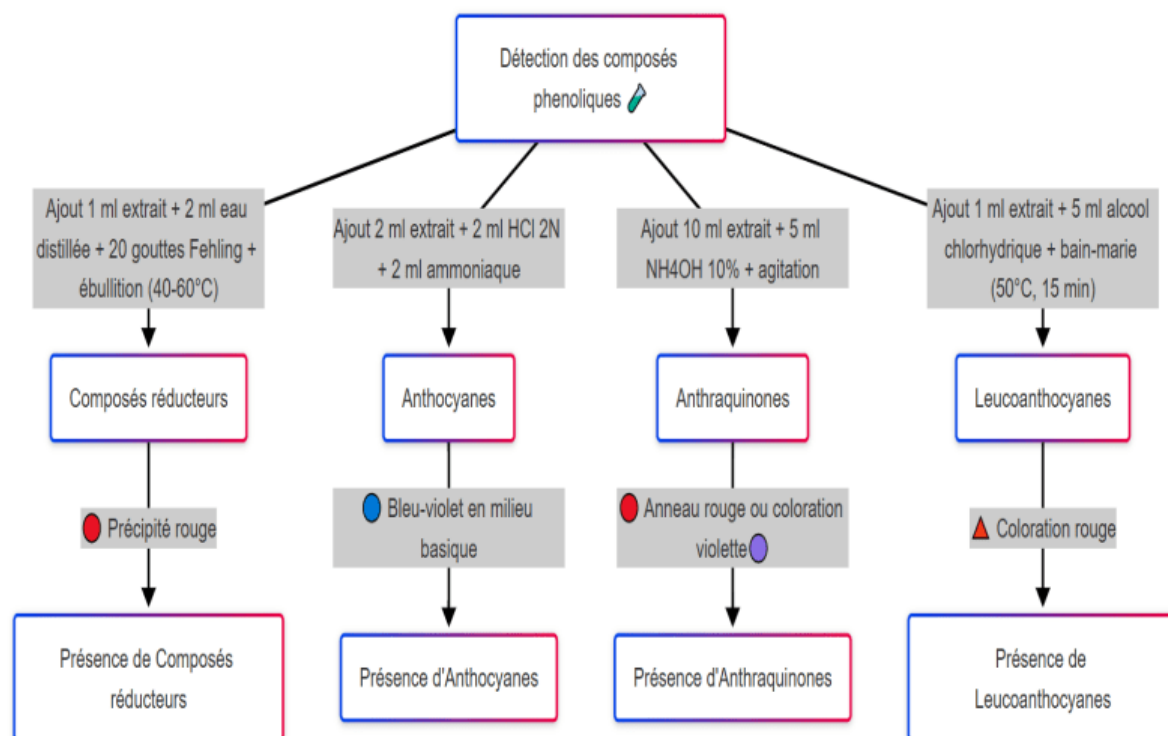 Détection des composés
phenoliques
Ajout 1 ml extrait + 2 ml eau
distillée + 20 gouttes Fehling +
ébullition (40-60°C)
Ajout 2 ml extrait + 2 ml HCl 2N
+ 2 ml ammoniaque
Ajout 10 ml extrait + 5 ml
NH4OH 10% + agitation
Ajout 1 ml extrait + 5 ml alcool
chlorhydrique + bain-marie
(50°C, 15 min)
Composés réducteurs
Anthocyanes
Anthraquinones
Leucoanthocyanes
Précipité rouge
Bleu-violet en milieu
basique
Anneau rouge ou coloration
violette
Coloration rouge
Présence de Composés
réducteurs
Présence d'Anthocyanes
Présence d'Anthraquinones
Présence de
Leucoanthocyanes